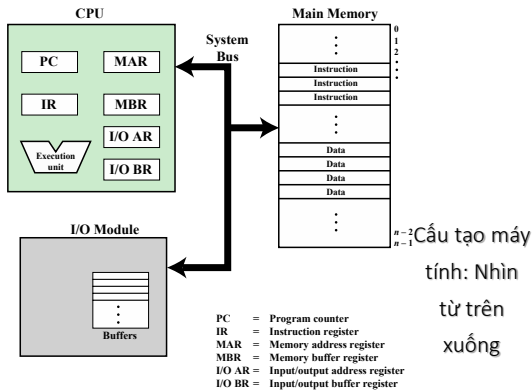 CPU
PC
MAR
IR
MBR
I/O AR
Execution
unit
I/O BR
System
Bus
Main Memory
0
1
2
Instruction
Instruction
Instruction
Data
Data
Data
Data
n – 2
n – 1
I/O Module
Buffers
PC = Program counter
IR = Instruction register
MAR = Memory address register
MBR = Memory buffer register
I/O AR = Input/output address register
I/O BR = Input/output buffer register
Cấu tạo máy
tính: Nhìn
từ trên
xuống